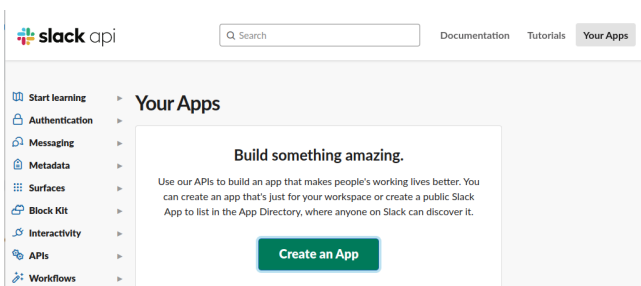 slack api
Search
Documentation
Tutorials
Your Apps
Start learning
Authentication
Messaging
Metadata
Surfaces
Block Kit
Interactivity
APIs
Workflows
Your Apps
Build something amazing.
Use our APIs to build an app that makes people's working lives better. You
can create an app that's just for your workspace or create a public Slack
App to list in the App Directory, where anyone on Slack can discover it.
Create an App